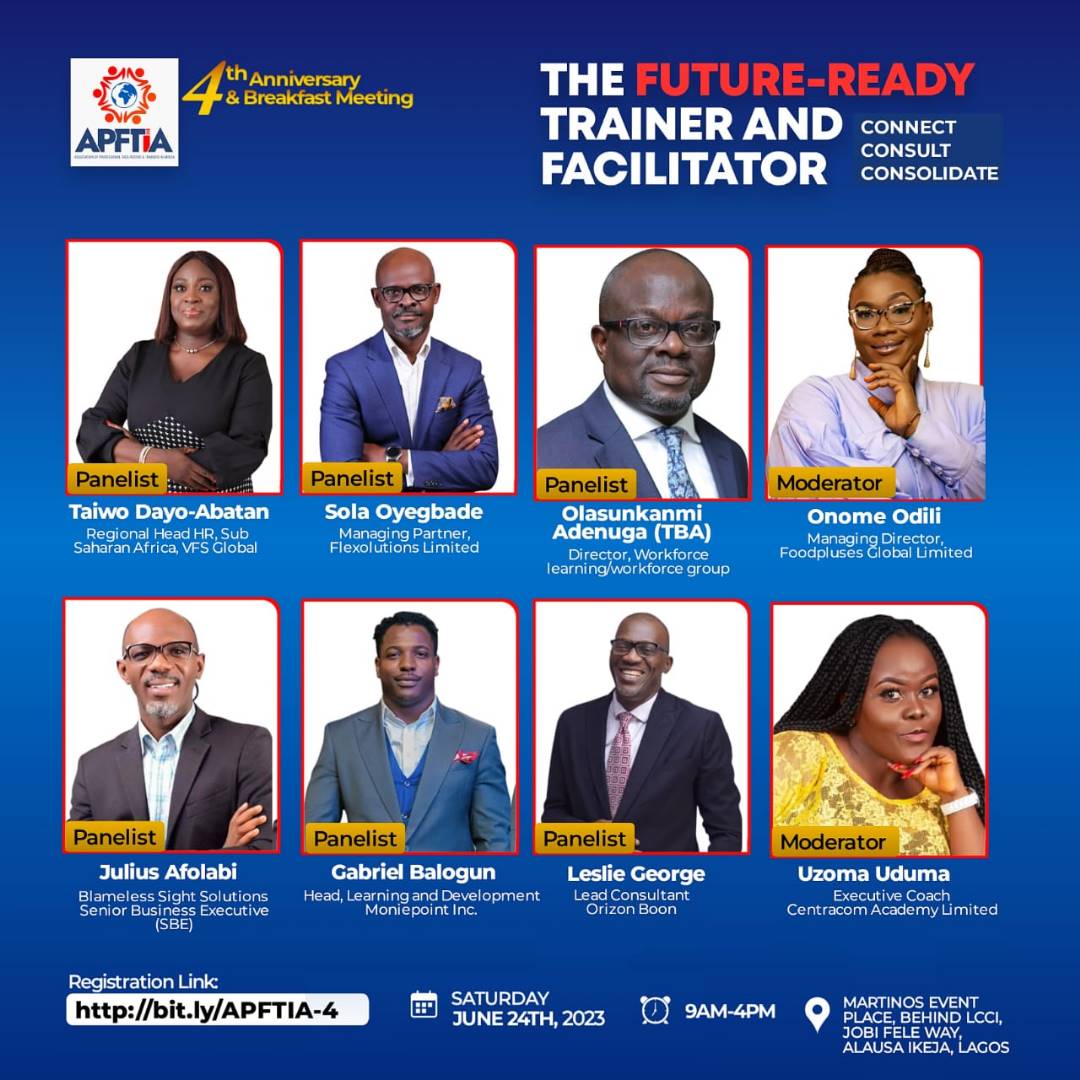 APFTIA
4th Anniversary
& Breakfast Meeting
THE FUTURE-READY
TRAINER AND
FACILITATOR
CONNECT
CONSULT
CONSOLIDATE
Panelist
Taiwo Dayo-Abatan
Regional Head HR, Sub
Saharan Africa, VFS Global
Panelist
Sola Oyegbade
Managing Partner,
Flexolutions Limited
Panelist
Olasunkanmi
Adenuga (TBA)
Director, Workforce
learning/workforce group
Moderator
Onome Odili
Managing Director,
Foodpluses Global Limited
Panelist
Julius Afolabi
Blameless Sight Solutions
Senior Business Executive
(SBE)
Panelist
Gabriel Balogun
Head, Learning and Development
Moniepoint Inc.
Panelist
Leslie George
Lead Consultant
Orizon Boon
Moderator
Uzoma Uduma
Executive Coach
Centracom Academy Limited
Registration Link:
http://bit.ly/APFTIA-4
SATURDAY
JUNE 24TH, 2023
9AM-4PM
MARTINOS EVENT
PLACE, BEHIND LCCI,
JOBI FELE WAY,
ALAUSA IKEJA, LAGOS